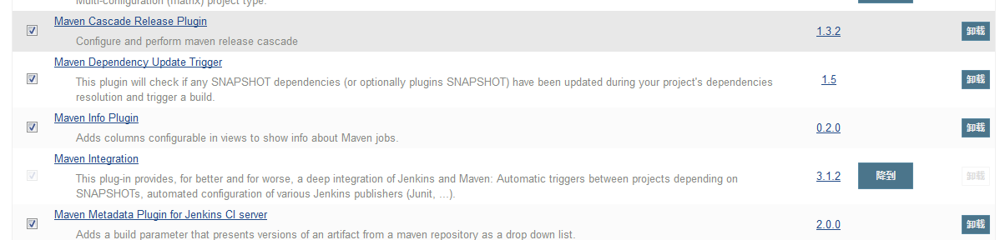 Multi-configuration (matrix) project type.
Maven Cascade Release Plugin
Configure and perform maven release cascade
1.3.2
卸载
Maven Dependency Update Trigger
This plugin will check if any SNAPSHOT dependencies (or optionally plugins SNAPSHOT) have been updated during your project's dependencies
resolution and trigger a build.
1.5
卸载
Maven Info Plugin
Adds columns configurable in views to show info about Maven jobs.
0.2.0
卸载
Maven Integration
This plug-in provides, for better and for worse, a deep integration of Jenkins and Maven: Automatic triggers between projects depending on
SNAPSHOTs, automated configuration of various Jenkins publishers (Junit, ...).
3.1.2
降到
卸载
Maven Metadata Plugin for Jenkins CI server
Adds a build parameter that presents versions of an artifact from a maven repository as a drop down list.
2.0.0
卸载